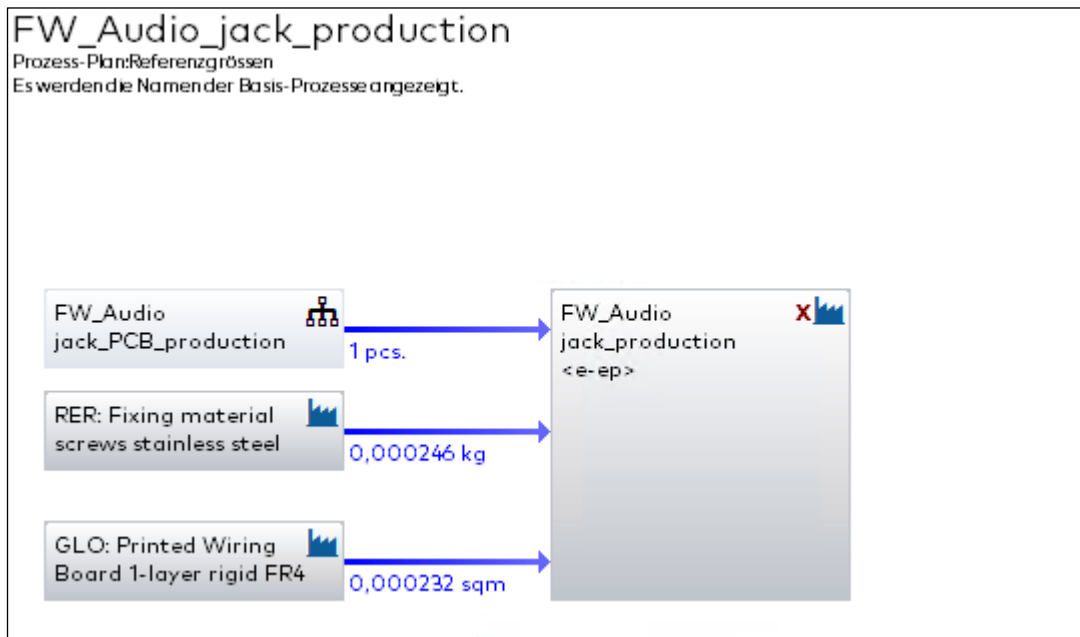 FW_Audio_jack_production
Prozess-Plan:Referenzgrössen
Es werden die Namen der Basis-Prozesse angezeigt.
FW_Audio
jack_PCB_production
1 pcs.
FW_Audio
jack_production
<e-ep>
X
RER: Fixing material
screws stainless steel
0,000246 kg
GLO: Printed Wiring
Board 1-layer rigid FR4
0,000232 sqm